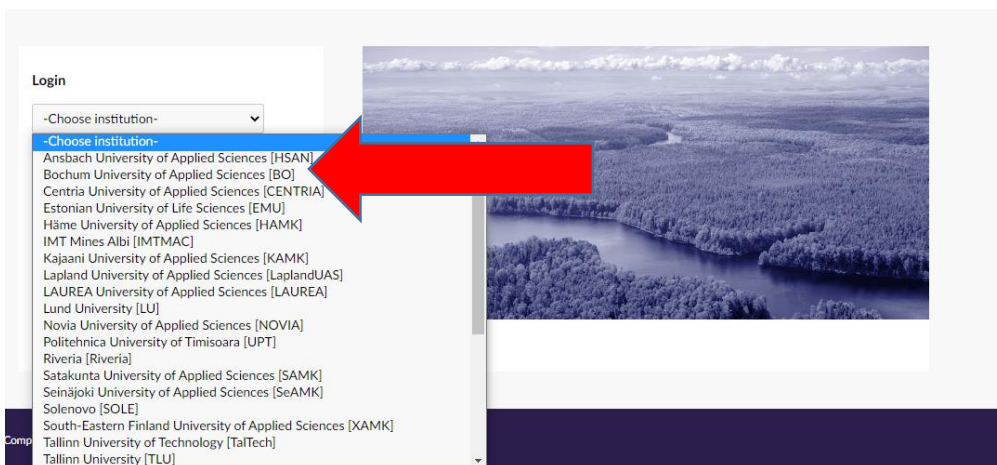 Login
-Choose institution-
-Choose institution-
Ansbach University of Applied Sciences [HSAN]
Bochum University of Applied Sciences [BO]
Centria University of Applied Sciences [CENTRIA]
Estonian University of Life Sciences [EMU]
Häme University of Applied Sciences [HAMK]
IMT Mines Albi [IMTMAC]
Kajaani University of Applied Sciences [KAMK]
Lapland University of Applied Sciences [LaplandUAS]
LAUREA University of Applied Sciences [LAUREA]
Lund University [LU]
Novia University of Applied Sciences [NOVIA]
Politehnica University of Timisoara [UPT]
Riveria [Riveria]
Satakunta University of Applied Sciences [SAMK]
Seinäjoki University of Applied Sciences [SeAMK]
Solenovo [SOLE]
South-Eastern Finland University of Applied Sciences [XAMK]
Comp
Tallinn University of Technology [TalTech]
Tallinn University [TLU]